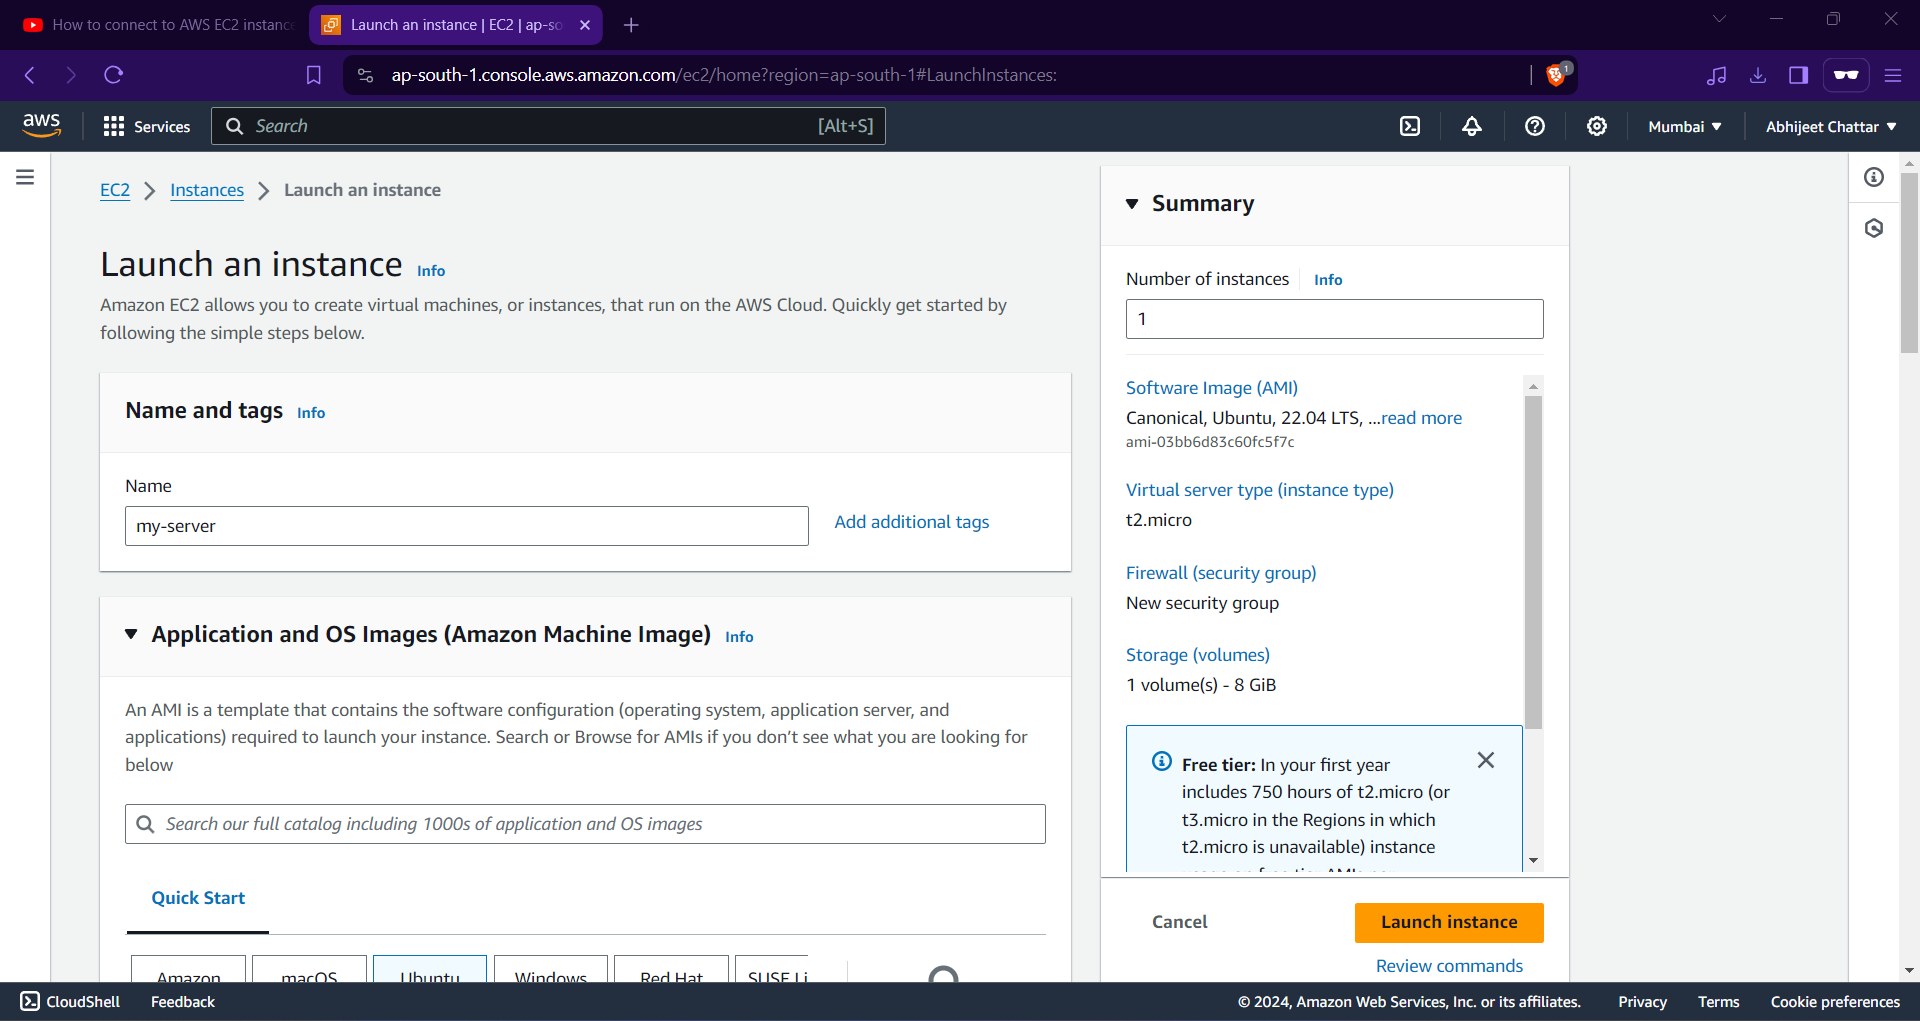 How to connect to AWS EC2 instance
Launch an instance | EC2 | ap-so
ap-south-1.console.aws.amazon.com/ec2/home?region=ap-south-1#LaunchInstances:
1
aws
Services
Search
[Alt+S]
Mumbai
Abhijeet Chattar
EC2
Instances
Launch an instance
Launch an instance Info
Amazon EC2 allows you to create virtual machines, or instances, that run on the AWS Cloud. Quickly get started by
following the simple steps below.
Name and tags Info
Name
my-server
Add additional tags
Application and OS Images (Amazon Machine Image) Info
An AMI is a template that contains the software configuration (operating system, application server, and
applications) required to launch your instance. Search or Browse for AMIs if you don’t see what you are looking for
below
Search our full catalog including 1000s of application and OS images
Quick Start
Amazon
macOS
Ubuntu
Windows
Red Hat
SUSE Li
Summary
Number of instances Info
1
Software Image (AMI)
Canonical, Ubuntu, 22.04 LTS, ...read more
ami-03bb6d83c60fc5f7c
Virtual server type (instance type)
t2.micro
Firewall (security group)
New security group
Storage (volumes)
1 volume(s) - 8 GiB
Free tier: In your first year
includes 750 hours of t2.micro (or
t3.micro in the Regions in which
t2.micro is unavailable) instance
Cancel
Launch instance
Review commands
CloudShell
Feedback
© 2024, Amazon Web Services, Inc. or its affiliates.
Privacy
Terms
Cookie preferences